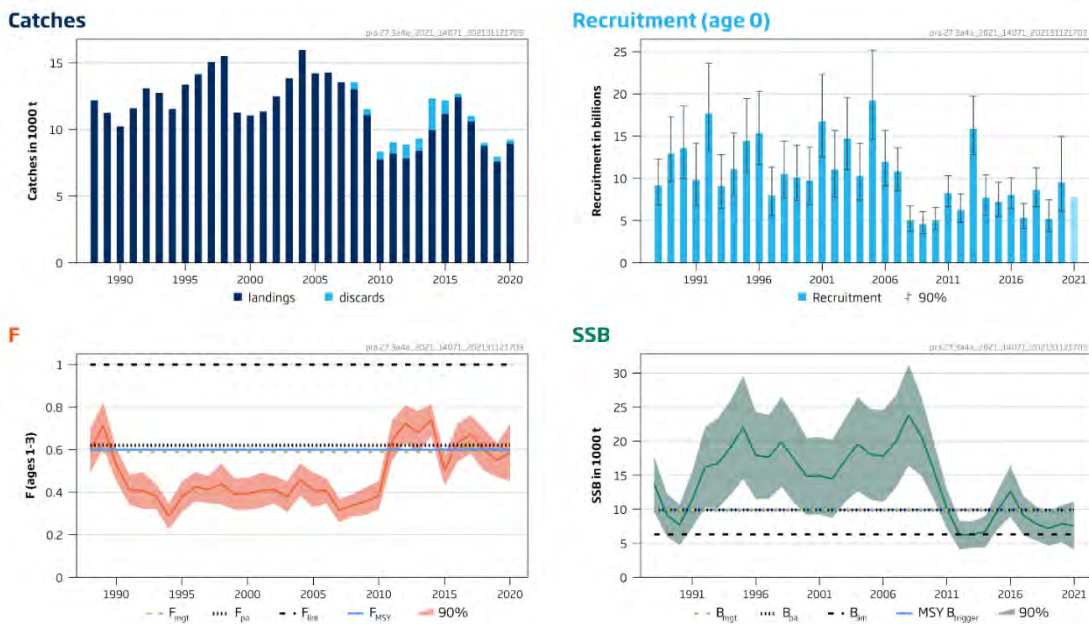 Catches
Recruitment (age 0)
Catches in 1000 t
15
10
5
0
1990
1995
2000
2005
2010
2015
2020
landings
discards
Recruitment in billions
25
20
15
10
5
0
1991
1996
2001
2006
2011
2016
2021
Recruitment
90%
F
SSB
F (ages 1-3)
1
0.8
0.6
0.4
0.2
0
1990
1995
2000
2005
2010
2015
2020
Fmgt
Fpa
Flim
FMSY
90%
SSB in 1000 t
30
25
20
15
10
5
0
1991
1996
2001
2006
2011
2016
2021
Bmgt
Bpa
Blim
MSY Btrigger
90%